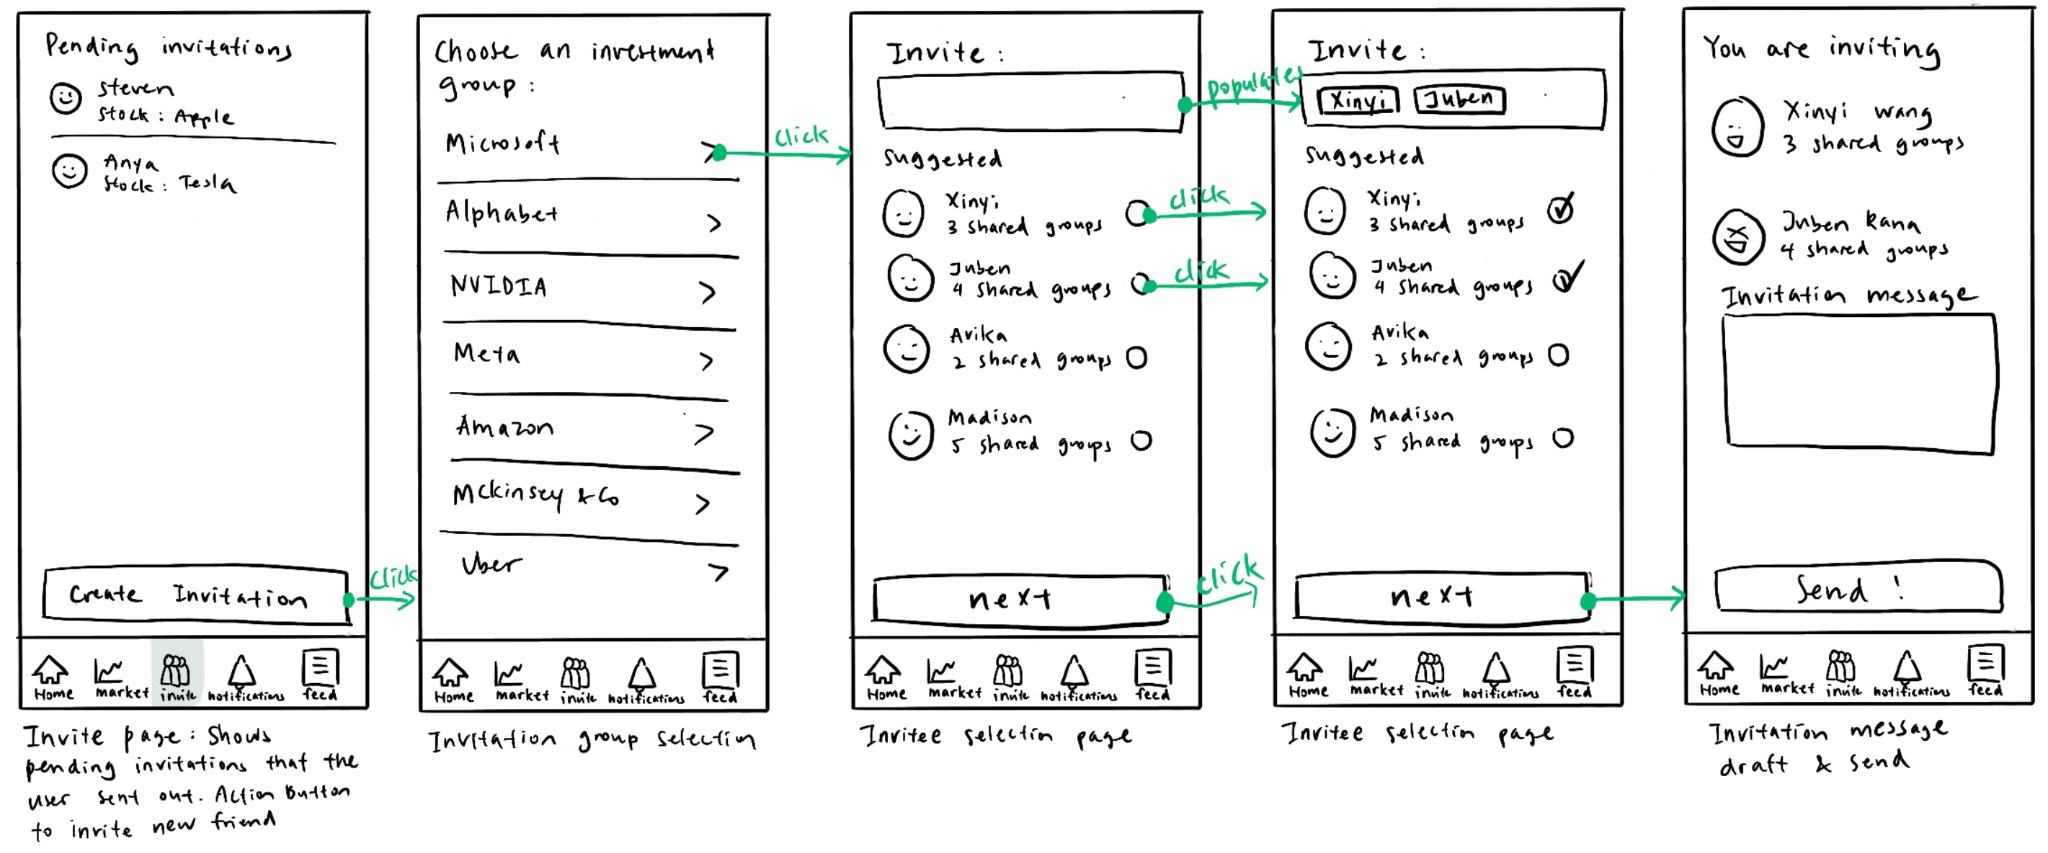 Pending invitations
Steven
Stock : Apple
Anya
Stock : Tesla
Create Invitation
click
Home
market
invite
notifications
feed
Invite page : Shows
pending invitations that the
user sent out. Action Button
to invite new friend
Choose an investment
group :
Microsoft
click
Alphabet
NVIDIA
Meta
Amazon
Mckinsey & Co
Uber
Home
market
invite
notifications
feed
Invitation group selection
Invite :
populates
Suggested
Xinyi
3 shared groups
click
Juben
4 shared groups
click
Avika
2 shared groups
Madison
5 shared groups
next
click
Home
market
invite
notifications
feed
Invitee selectin page
Invite :
Xinyi
Juben
Suggested
Xinyi
3 shared groups
Juben
4 shared groups
Avika
2 shared groups
Madison
5 shared groups
next
Home
market
invite
notifications
feed
Invitee selectin page
You are inviting
Xinyi wang
3 shared groups
Juben Rana
4 shared groups
Invitation message
Send !
Home
market
invite
notifications
feed
Invitation message
draft & send